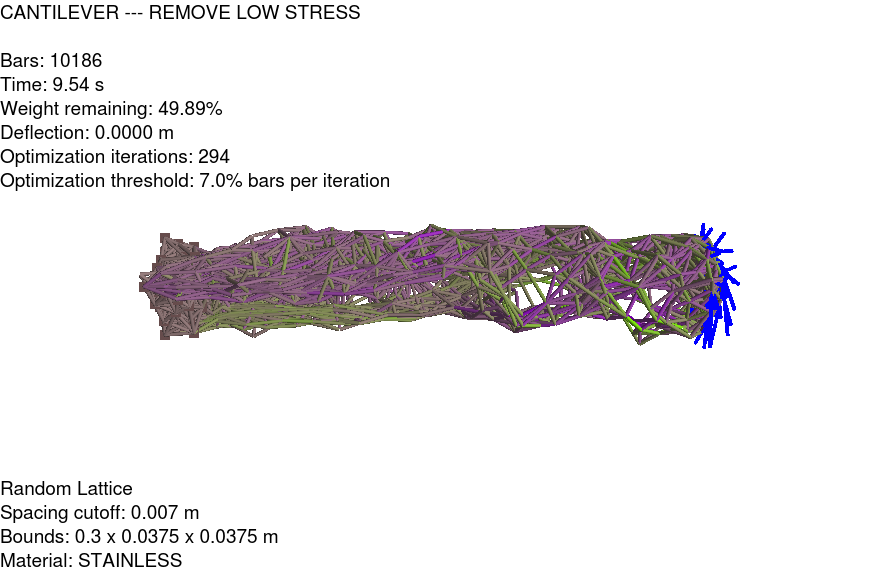 CANTILEVER --- REMOVE LOW STRESS
Bars: 10186
Time: 9.54 s
Weight remaining: 49.89%
Deflection: 0.0000 m
Optimization iterations: 294
Optimization threshold: 7.0% bars per iteration
Random Lattice
Spacing cutoff: 0.007 m
Bounds: 0.3 x 0.0375 x 0.0375 m
Material: STAINLESS